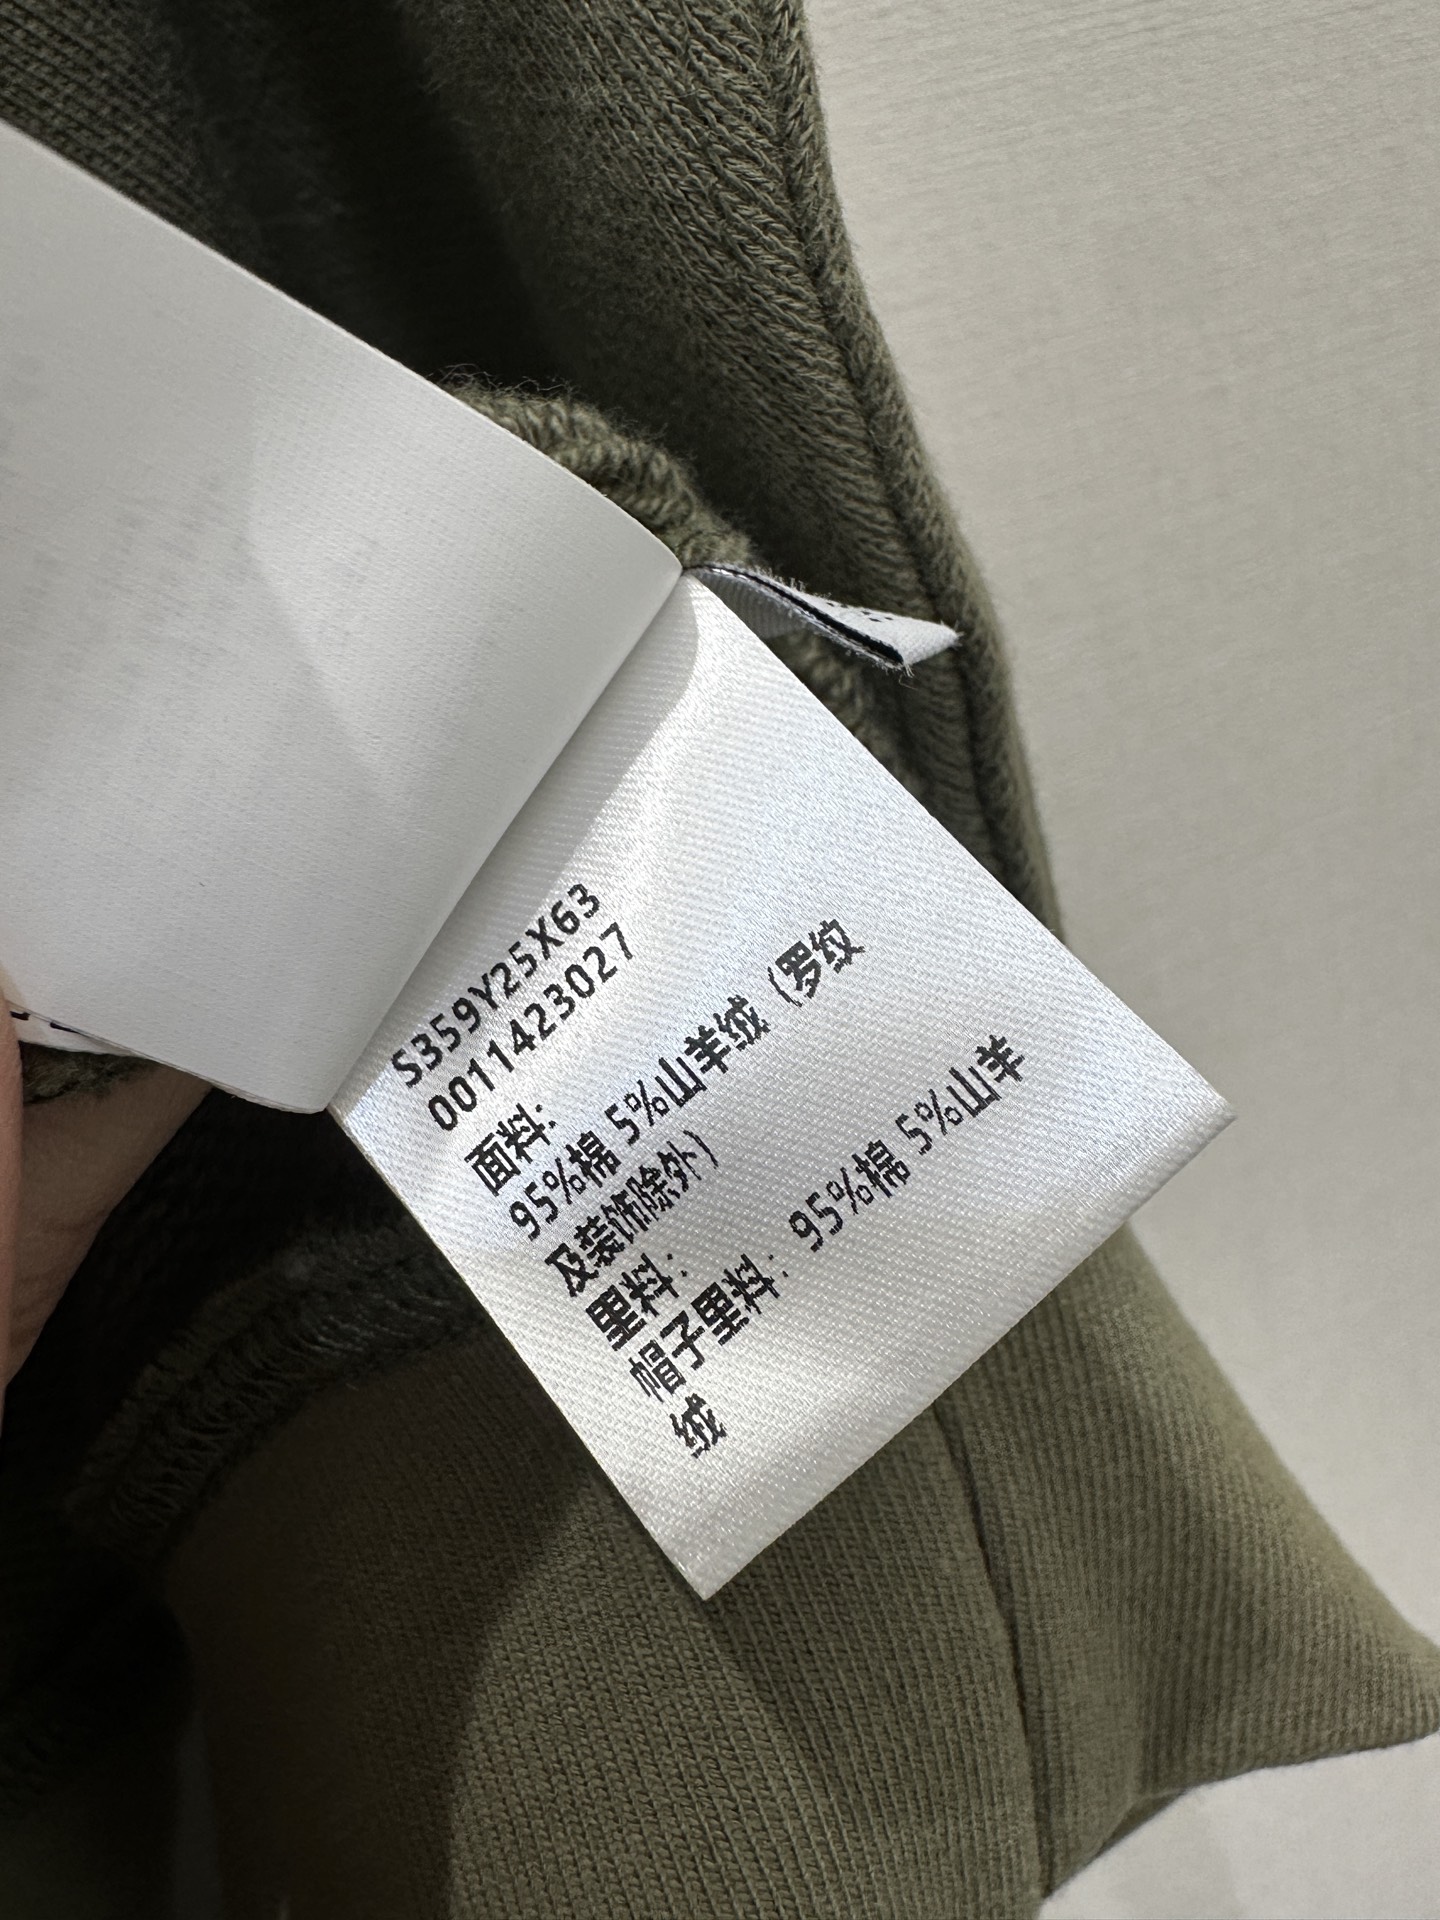 S359Y25X63
0011423027
面料:
95%棉 5%山羊绒 (罗纹
及装饰除外)
里料:
帽子里料: 95%棉 5%山羊
绒